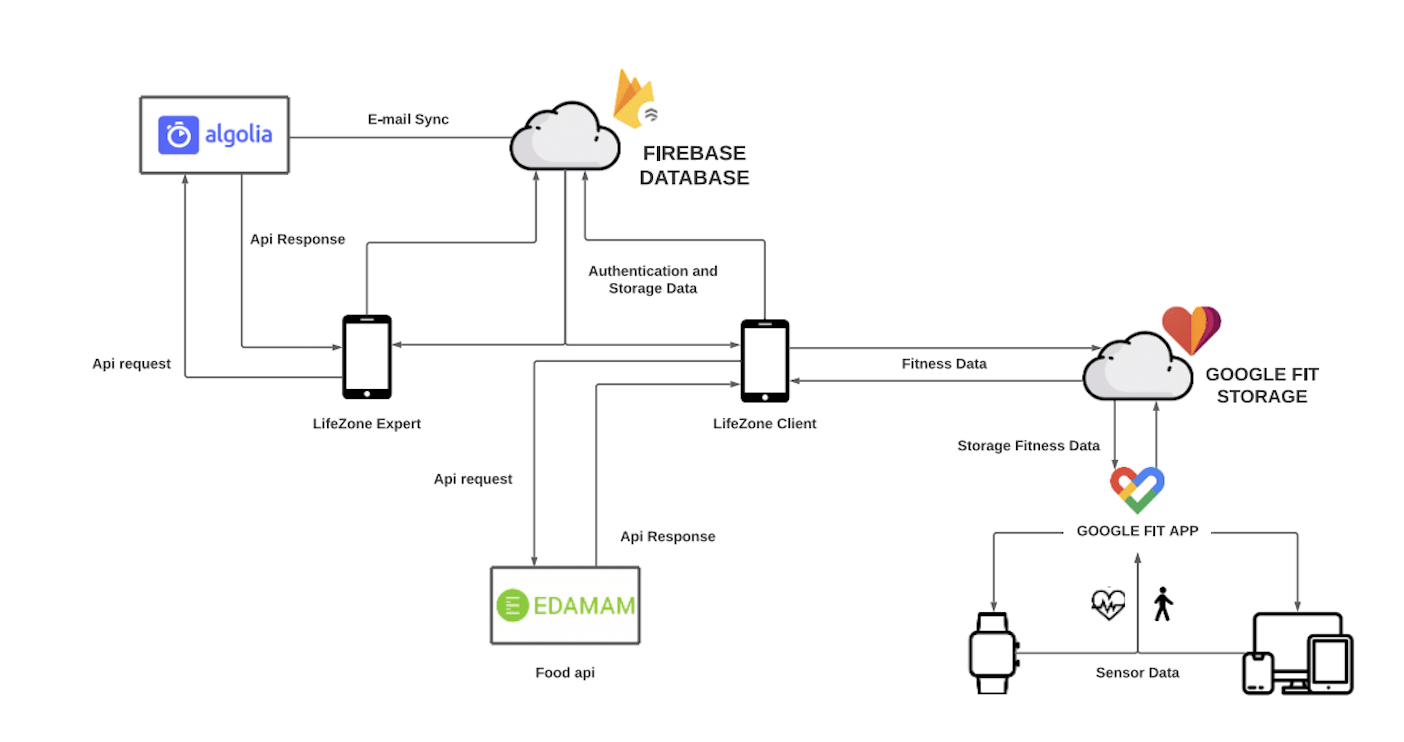 algolia
E-mail Sync
FIREBASE
DATABASE
Api Response
Authentication and
Storage Data
Api request
Fitness Data
GOOGLE FIT
STORAGE
LifeZone Expert
LifeZone Client
Storage Fitness Data
Api request
Api Response
GOOGLE FIT APP
EDAMAM
Food api
Sensor Data